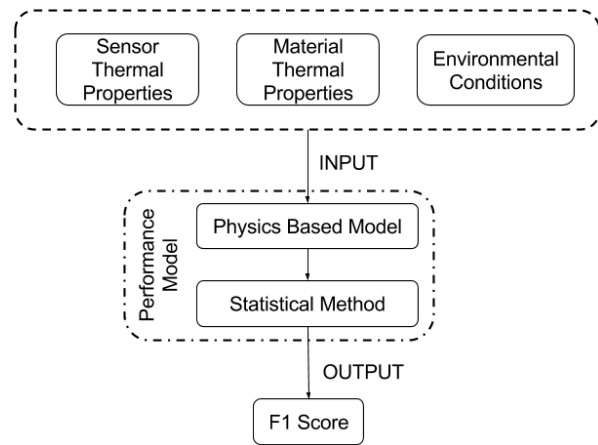 Sensor
Thermal
Properties
Material
Thermal
Properties
Environmental
Conditions
INPUT
Performance
Model
Physics Based Model
Statistical Method
OUTPUT
F1 Score